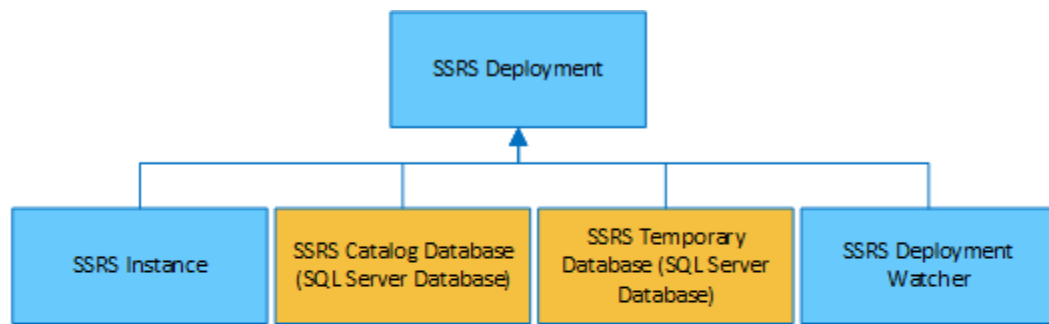 SSRS Deployment
SSRS Instance
SSRS Catalog Database
(SQL Server Database)
SSRS Temporary
Database (SQL Server
Database)
SSRS Deployment
Watcher